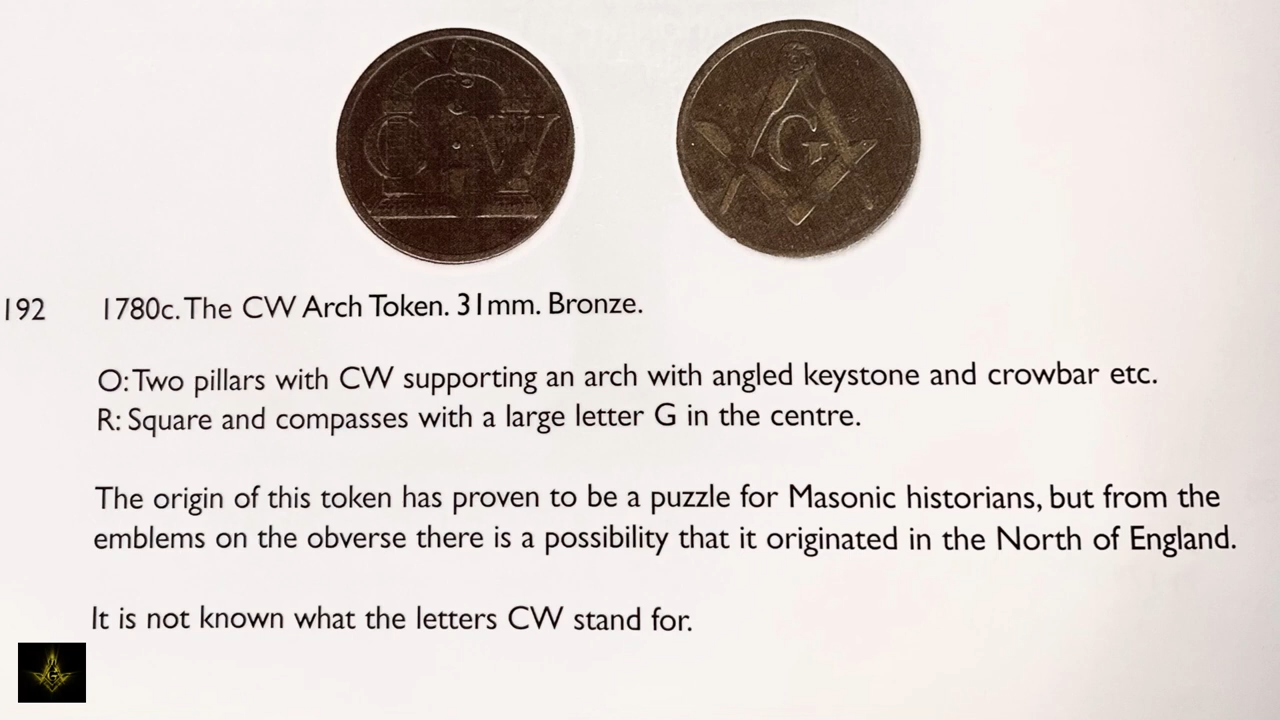 CW
G
192 1780c. The CW Arch Token. 31mm. Bronze.
O: Two pillars with CW supporting an arch with angled keystone and crowbar etc.
R: Square and compasses with a large letter G in the centre.
The origin of this token has proven to be a puzzle for Masonic historians, but from the
emblems on the obverse there is a possibility that it originated in the North of England.
It is not known what the letters CW stand for.
G